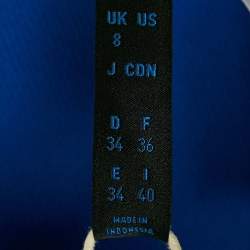 UK US
8
J CDN
D F
34 36
E I
34 40
MADE IN
INDONESIA